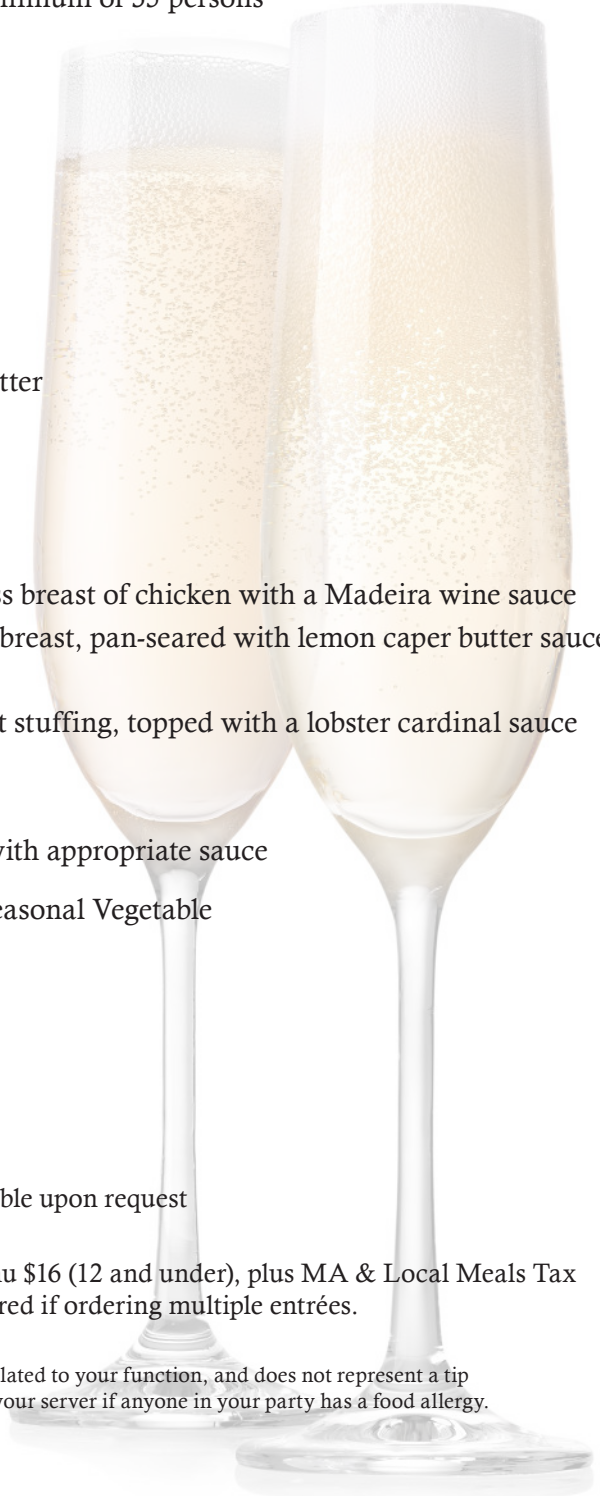 of 35 persons
tter
ss breast of chicken with a Madeira wine sauce
breast, pan-seared with lemon caper butter sauce
t stuffing, topped with a lobster cardinal sauce
with appropriate sauce
easonal Vegetable
ble upon request
nu $16 (12 and under), plus MA & Local Meals Tax
red if ordering multiple entrées.
lated to your function, and does not represent a tip
your server if anyone in your party has a food allergy.